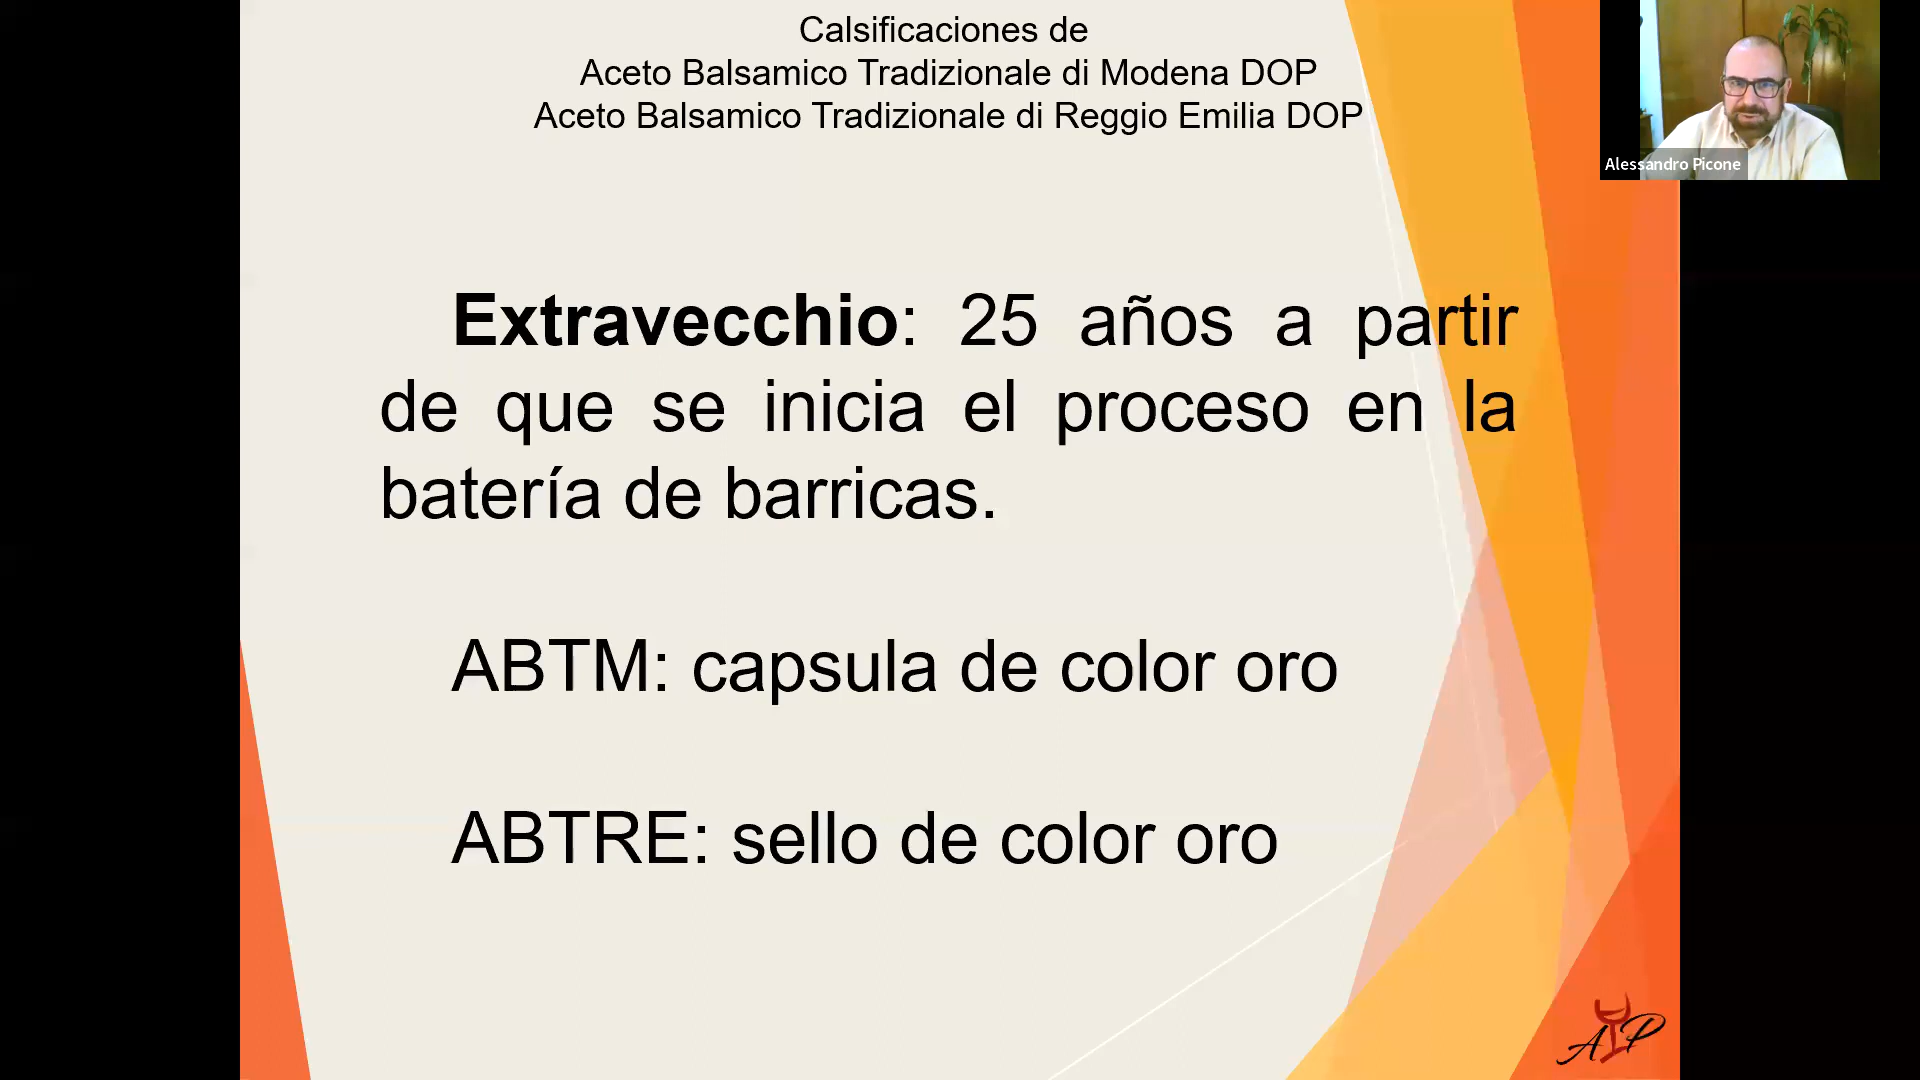 Calsificaciones de
Aceto Balsamico Tradizionale di Modena DOP
Aceto Balsamico Tradizionale di Reggio Emilia DOP
Alessandro Picone
Extravecchio: 25 años a partir
de que se inicia el proceso en la
batería de barricas.
ABTM: capsula de color oro
ABTRE: sello de color oro
AP